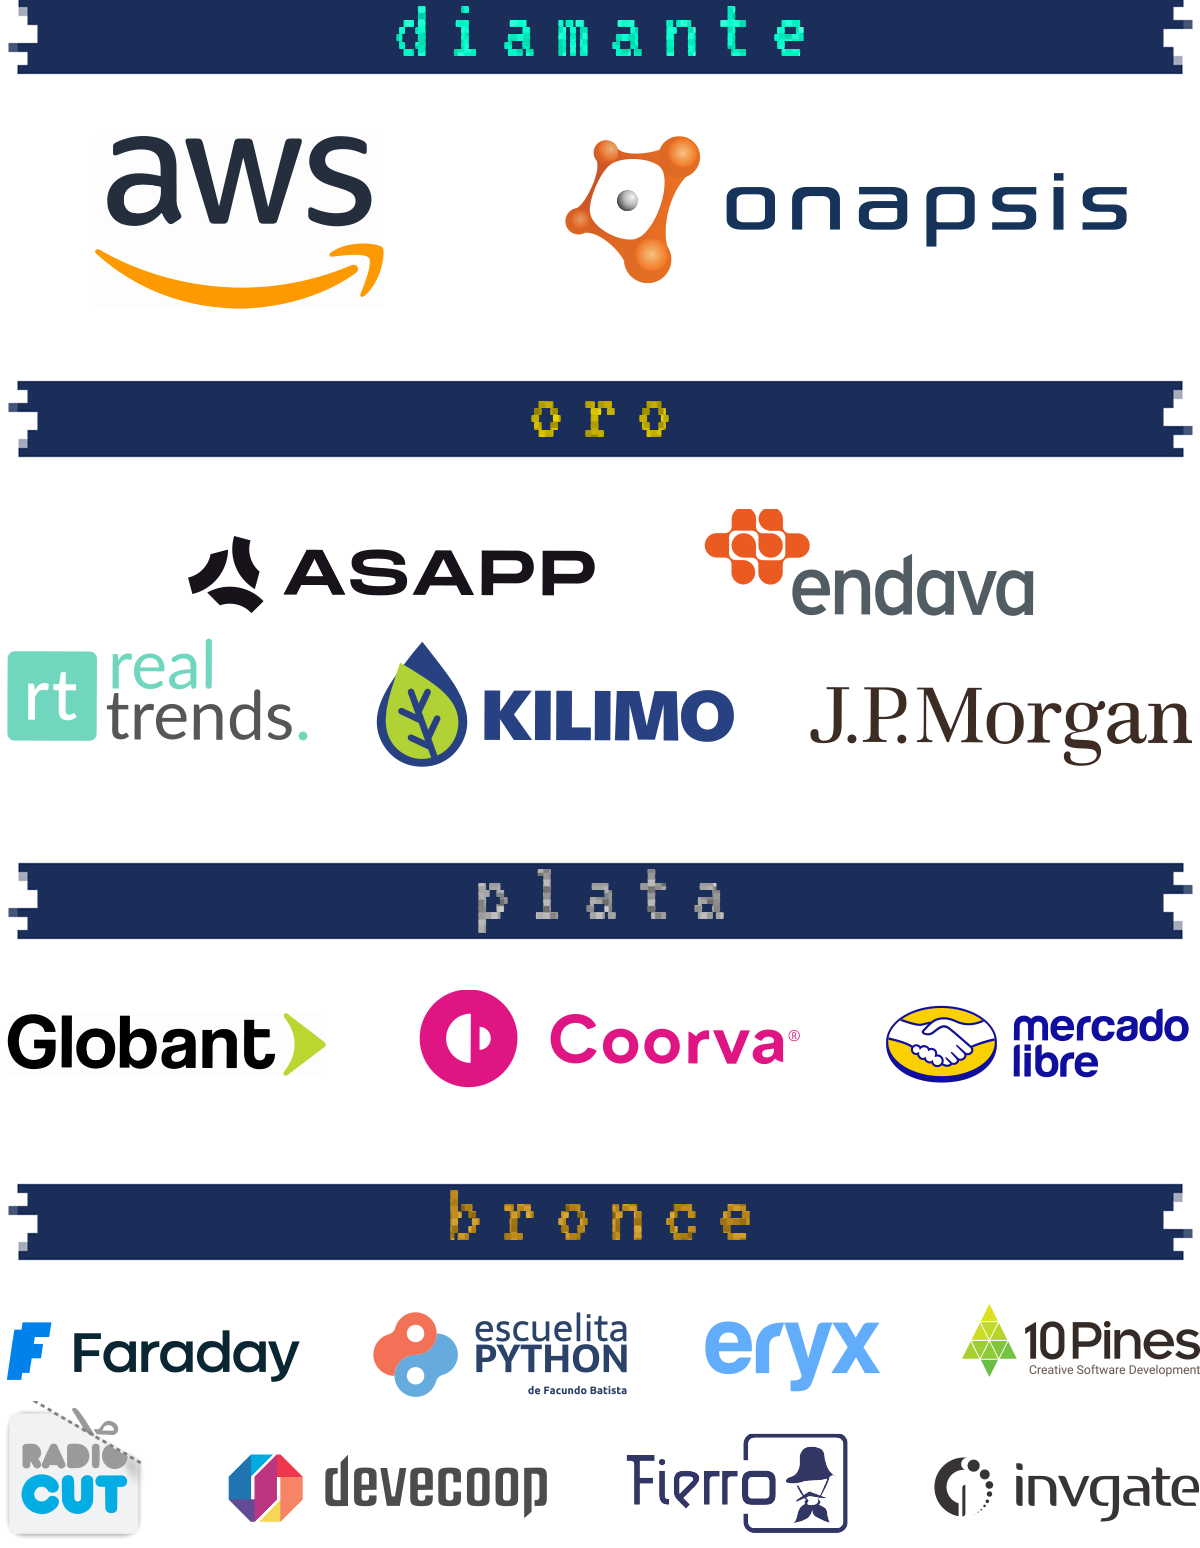 diamante
aws
onapsis
oro
ASAPP
endava
rt
real
trends.
KILIMO
J.P.Morgan
plata
Globant
Coorva®
mercado
libre
bronce
Faraday
escuelita
PYTHON
de Facundo Batista
eryx
10Pines
Creative Software Development
RADIO
CUT
devecoop
Fierro
invgate